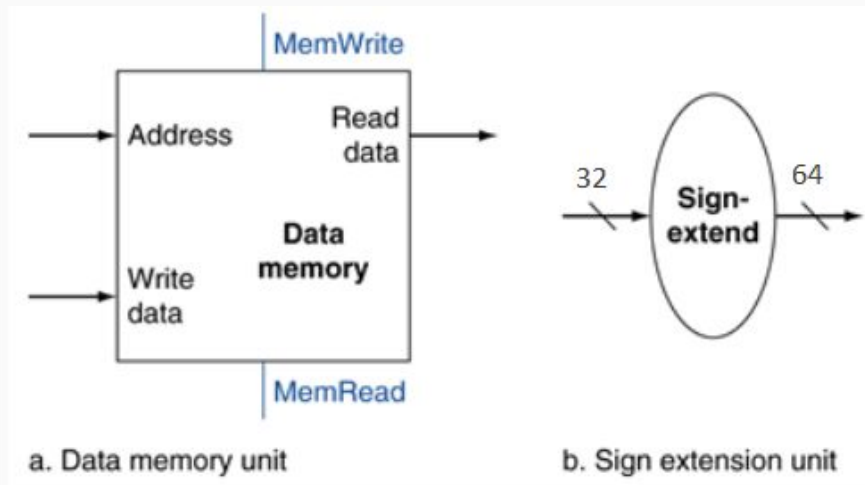 MemWrite
Address
Read
data
Data
memory
Write
data
MemRead
a. Data memory unit
32
64
Sign-
extend
b. Sign extension unit